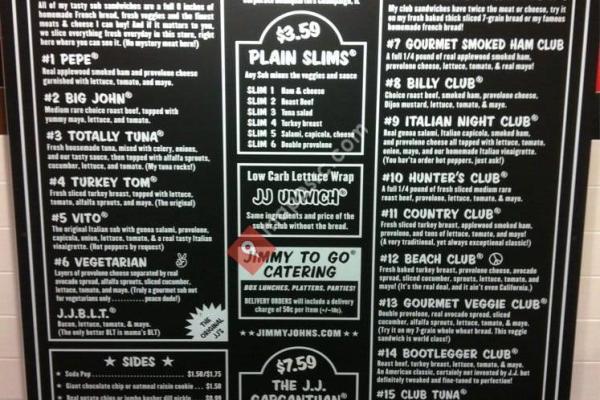 All of my tasty sub sandwiches are a full 8 inches of
homemade French bread, fresh veggies and the finest
meats & cheese I can buy! And if it matters to you,
we slice everything fresh everyday in this store, right
here where you can see it. (No mystery meat here!)
#1 PEPE®
Real applewood smoked ham and provolone cheese
garnished with lettuce, tomato, and mayo.
#2 BIG JOHN®
Medium rare choice roast beef, topped with
yummy mayo, lettuce, and tomato.
#3 TOTALLY TUNA®
Fresh housemade tuna, mixed with celery, onions,
and our tasty sauce, then topped with alfalfa sprouts,
cucumber, lettuce, and tomato. (My tuna rocks!)
#4 TURKEY TOM®
Fresh sliced turkey breast, topped with lettuce,
tomato, alfalfa sprouts, and mayo. (The original)
#5 VITO®
The original Italian sub with genoa salami, provolone,
capicola, onion, lettuce, tomato, & a real tasty Italian
vinaigrette. (Hot peppers by request)
#6 VEGETARIAN
Layers of provolone cheese separated by real
avocado spread, alfalfa sprouts, sliced cucumber,
lettuce, tomato, and mayo. (Truly a gourmet sub not
for vegetarians only .......... peace dude!)
J.J.B.L.T.®
Bacon, lettuce, tomato, & mayo.
(The only better BLT is mama's BLT)
THE
ORIGINAL
JJ'S
★ SIDES ★
★ Soda Pop $1.50/$1.75
★ Giant chocolate chip or oatmeal raisin cookie ... $1.50
★ Real potato chips or jumbo kosher dill pickle $0.99
$3.59
PLAIN SLIMS®
Any Sub minus the veggies and sauce
SLIM 1 Ham & cheese
SLIM 2 Roast Beef
SLIM 3 Tuna salad
SLIM 4 Turkey breast
SLIM 5 Salami, capicola, cheese
SLIM 6 Double provolone
Low Carb Lettuce Wrap
JJ UNWICH®
Same ingredients and price of the
sub or club without the bread.
JIMMY TO GO®
CATERING
BOX LUNCHES, PLATTERS, PARTIES!
DELIVERY ORDERS will include a delivery
charge of 50c per item (+/-10c).
★★ JIMMYJOHNS.COM ★★
$7.59
THE J.J.
GARGANTUAN
My club sandwiches have twice the meat or cheese, try it
on my fresh baked thick sliced 7-grain bread or my famous
homemade french bread!
#7 GOURMET SMOKED HAM CLUB
A full 1/4 pound of real applewood smoked ham,
provolone cheese, lettuce, tomato, & real mayo!
#8 BILLY CLUB®
Choice roast beef, smoked ham, provolone cheese,
Dijon mustard, lettuce, tomato, & mayo.
#9 ITALIAN NIGHT CLUB®
Real genoa salami, Italian capicola, smoked ham,
and provolone cheese all topped with lettuce, tomato,
onion, mayo, and our homemade Italian vinaigrette.
(You hav'ta order hot peppers, just ask!)
#10 HUNTER'S CLUB®
A full 1/4 pound of fresh sliced medium rare
roast beef, provolone, lettuce, tomato, & mayo!
#11 COUNTRY CLUB®
Fresh sliced turkey breast, applewood smoked ham,
provolone, and tons of lettuce, tomato, and mayo!
(A very traditional, yet always exceptional classic!)
#12 BEACH CLUB®
Fresh baked turkey breast, provolone cheese, avocado
spread, sliced cucumber, sprouts, lettuce, tomato, and
mayo! (It's the real deal, and it ain't even California.)
#13 GOURMET VEGGIE CLUB®
Double provolone, real avocado spread, sliced
cucumber, alfalfa sprouts, lettuce, tomato, & mayo.
(Try it on my 7-grain whole wheat bread. This veggie
sandwich is world class!)
#14 BOOTLEGGER CLUB®
Roast beef, turkey breast, lettuce, tomato, & mayo.
An American classic, certainly not invented by J.J. but
definitely tweaked and fine-tuned to perfection!
#15 CLUB TUNA®